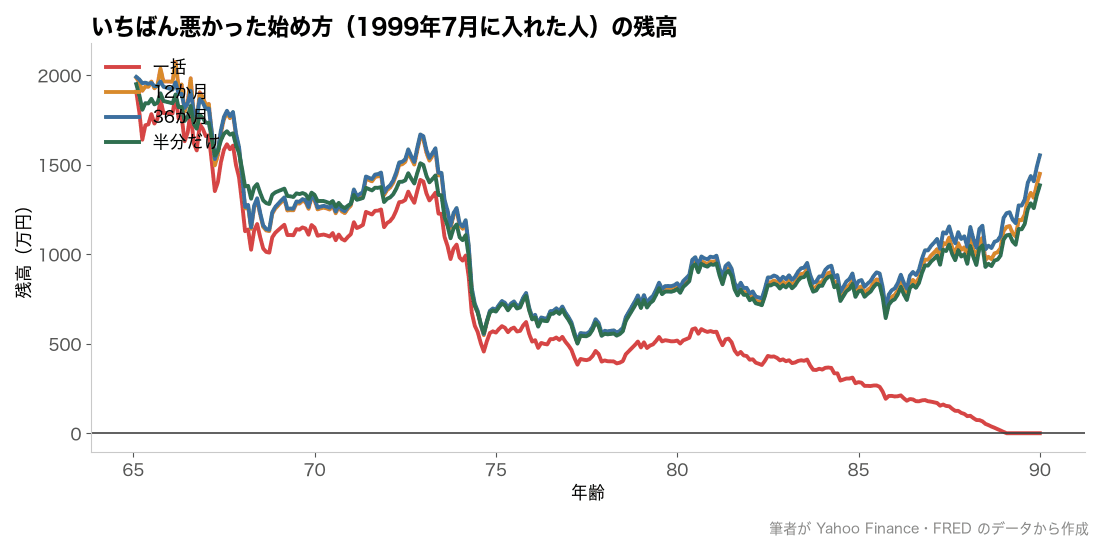 いちばん悪かった始め方（1999年7月に入れた人）の残高
一括
12か月
36か月
半分だけ
残高（万円）
2000
1500
1000
500
0
65
70
75
80
85
90
年齢
筆者が Yahoo Finance・FRED のデータから作成